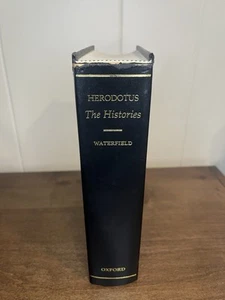 HERODOTUS
The Histories
WATERFIELD
OXFORD